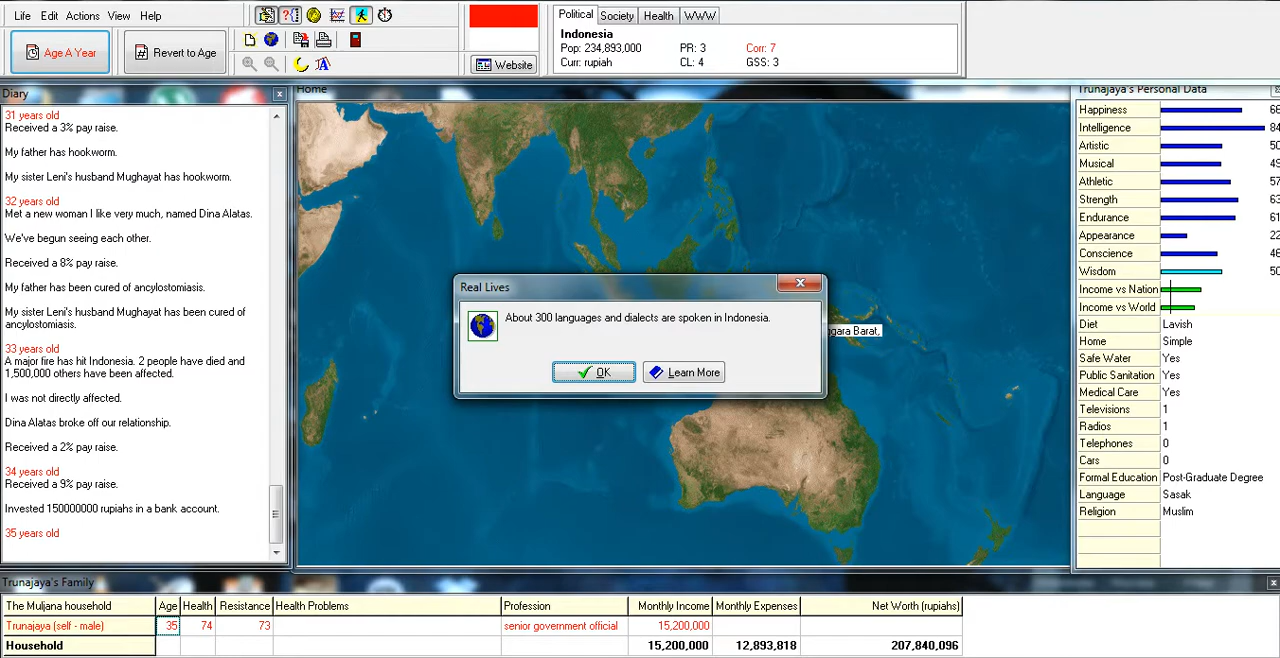 Life Edit Actions View Help
Age A Year
Revert to Age
Website
Political Society Health WWW
Indonesia
Pop: 234,893,000 PR: 3 Corr: 7
Curr: rupiah CL: 4 GSS: 3
Diary
31 years old
Received a 3% pay raise.
My father has hookworm.
My sister Leni's husband Mughayat has hookworm.
32 years old
Met a new woman I like very much, named Dina Alatas.
We've begun seeing each other.
Received a 8% pay raise.
My father has been cured of ancylostomiasis.
My sister Leni's husband Mughayat has been cured of
ancylostomiasis.
33 years old
A major fire has hit Indonesia. 2 people have died and
1,500,000 others have been affected.
I was not directly affected.
Dina Alatas broke off our relationship.
Received a 2% pay raise.
34 years old
Received a 9% pay raise.
Invested 150000000 rupiahs in a bank account.
35 years old
Home
Real Lives
About 300 languages and dialects are spoken in Indonesia.
OK Learn More
ggara Barat,
Trunajaya's Personal Data
Happiness
Intelligence 84
Artistic
Musical
Athletic 57
Strength 63
Endurance 61
Appearance 22
Conscience
Wisdom
Income vs Nation
Income vs World
Diet Lavish
Home Simple
Safe Water Yes
Public Sanitation Yes
Medical Care Yes
Televisions 1
Radios 1
Telephones 0
Cars 0
Formal Education Post-Graduate Degree
Language Sasak
Religion Muslim
Trunajaya's Family
The Muljana household Age Health Resistance Health Problems Profession Monthly Income Monthly Expenses Net Worth (rupiahs)
Trunajaya (self - male) 35 74 73 senior government official 15,200,000
Household 15,200,000 12,893,818 207,840,096